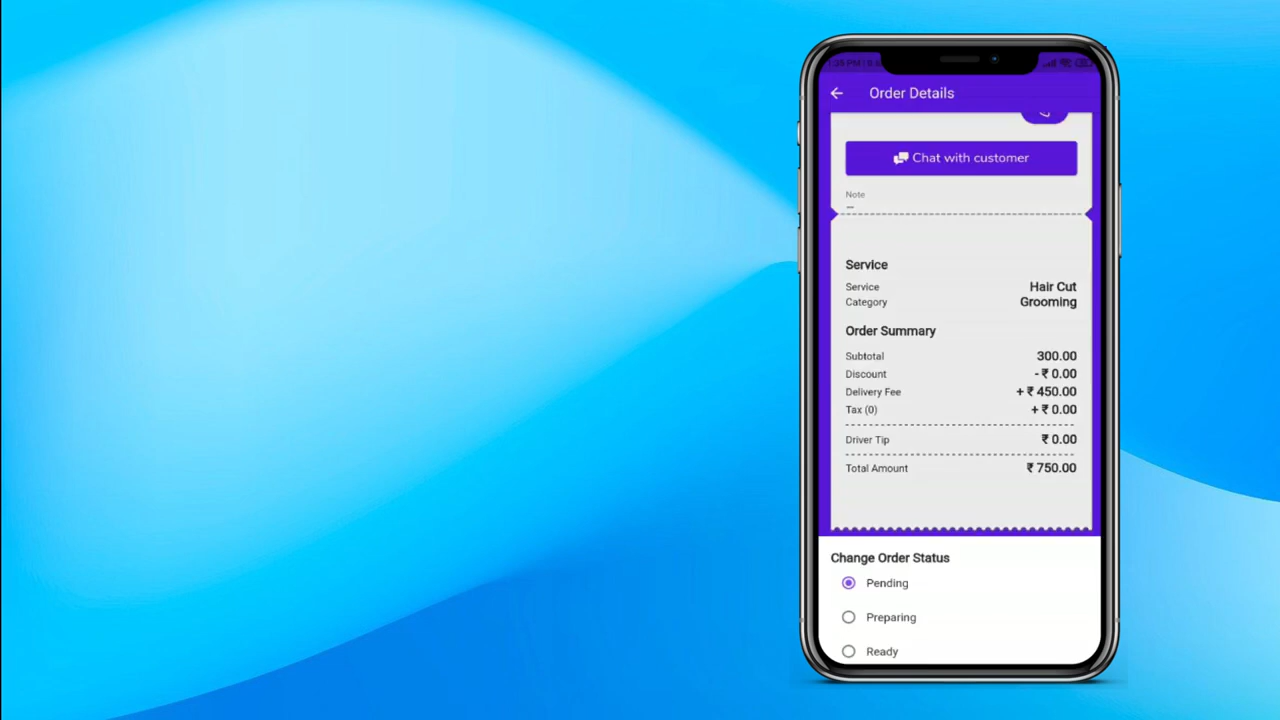 Order Details
Chat with customer
Note
--
Service
Service Hair Cut
Category Grooming
Order Summary
Subtotal 300.00
Discount - ₹ 0.00
Delivery Fee + ₹ 450.00
Tax (0) + ₹ 0.00
Driver Tip ₹ 0.00
Total Amount ₹ 750.00
Change Order Status
Pending
Preparing
Ready